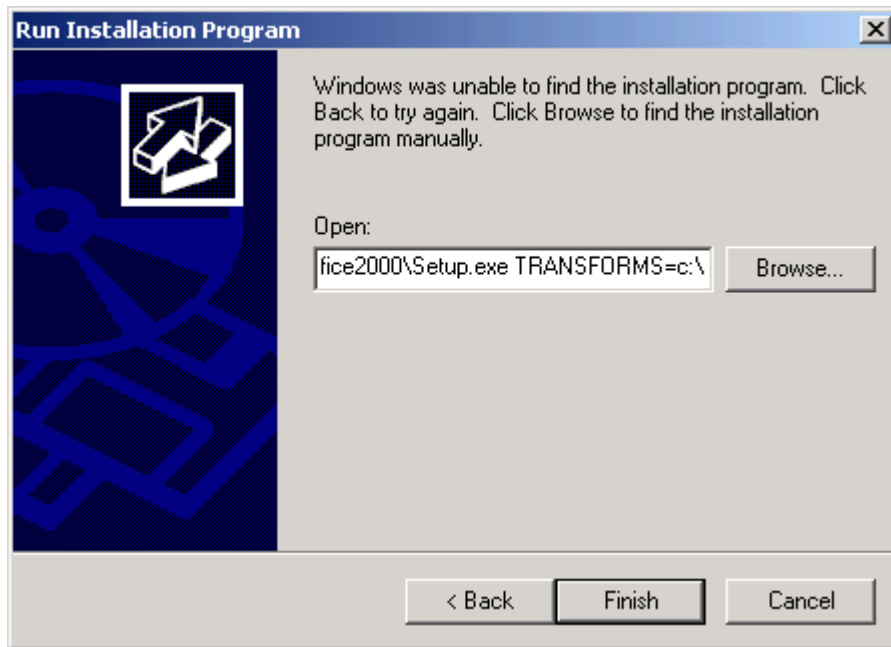 Run Installation Program
Windows was unable to find the installation program. Click
Back to try again. Click Browse to find the installation
program manually.
Open:
fice2000\Setup.exe TRANSFORMS=c:\
Browse...
< Back
Finish
Cancel